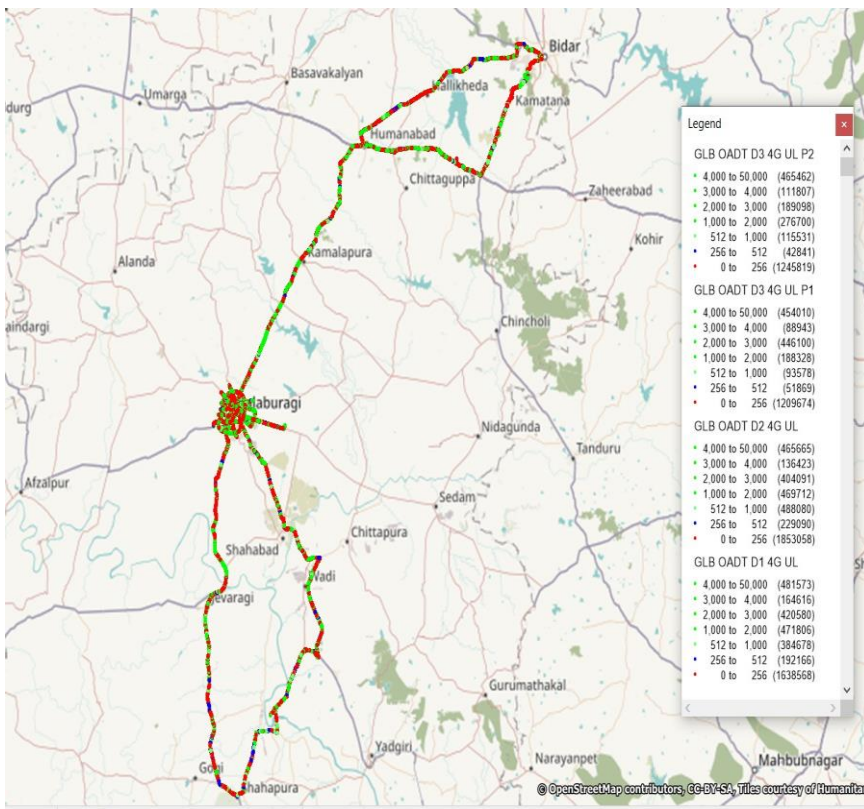 Bidar
Basavakalyan
Umarga
Hallikheda
Kamatana
durg
Humanabad
Chittaguppa
Zaheerabad
Kohir
Kamalapura
Alanda
aindargi
Chincholi
laburagi
Nidagunda
Tanduru
Afzalpur
Sedam
Chittapura
Shahabad
Wadi
evaragi
Gurumathakal
Yadgiri
Gogi
Shahapura
Narayanpet
Mahbubnagar
Sh
© OpenStreetMap contributors, CC-BY-SA, Tiles courtesy of Humanita
Legend
x
GLB OADT D3 4G UL P2
4,000 to 50,000 (465462)
3,000 to 4,000 (111807)
2,000 to 3,000 (189098)
1,000 to 2,000 (276700)
512 to 1,000 (115531)
256 to 512 (42841)
0 to 256 (1245819)
GLB OADT D3 4G UL P1
4,000 to 50,000 (454010)
3,000 to 4,000 (88943)
2,000 to 3,000 (446100)
1,000 to 2,000 (188328)
512 to 1,000 (93578)
256 to 512 (51869)
0 to 256 (1209674)
GLB OADT D2 4G UL
4,000 to 50,000 (465665)
3,000 to 4,000 (136423)
2,000 to 3,000 (404091)
1,000 to 2,000 (469712)
512 to 1,000 (488080)
256 to 512 (229090)
0 to 256 (1853058)
GLB OADT D1 4G UL
4,000 to 50,000 (481573)
3,000 to 4,000 (164616)
2,000 to 3,000 (420580)
1,000 to 2,000 (471806)
512 to 1,000 (384678)
256 to 512 (192166)
0 to 256 (1638568)